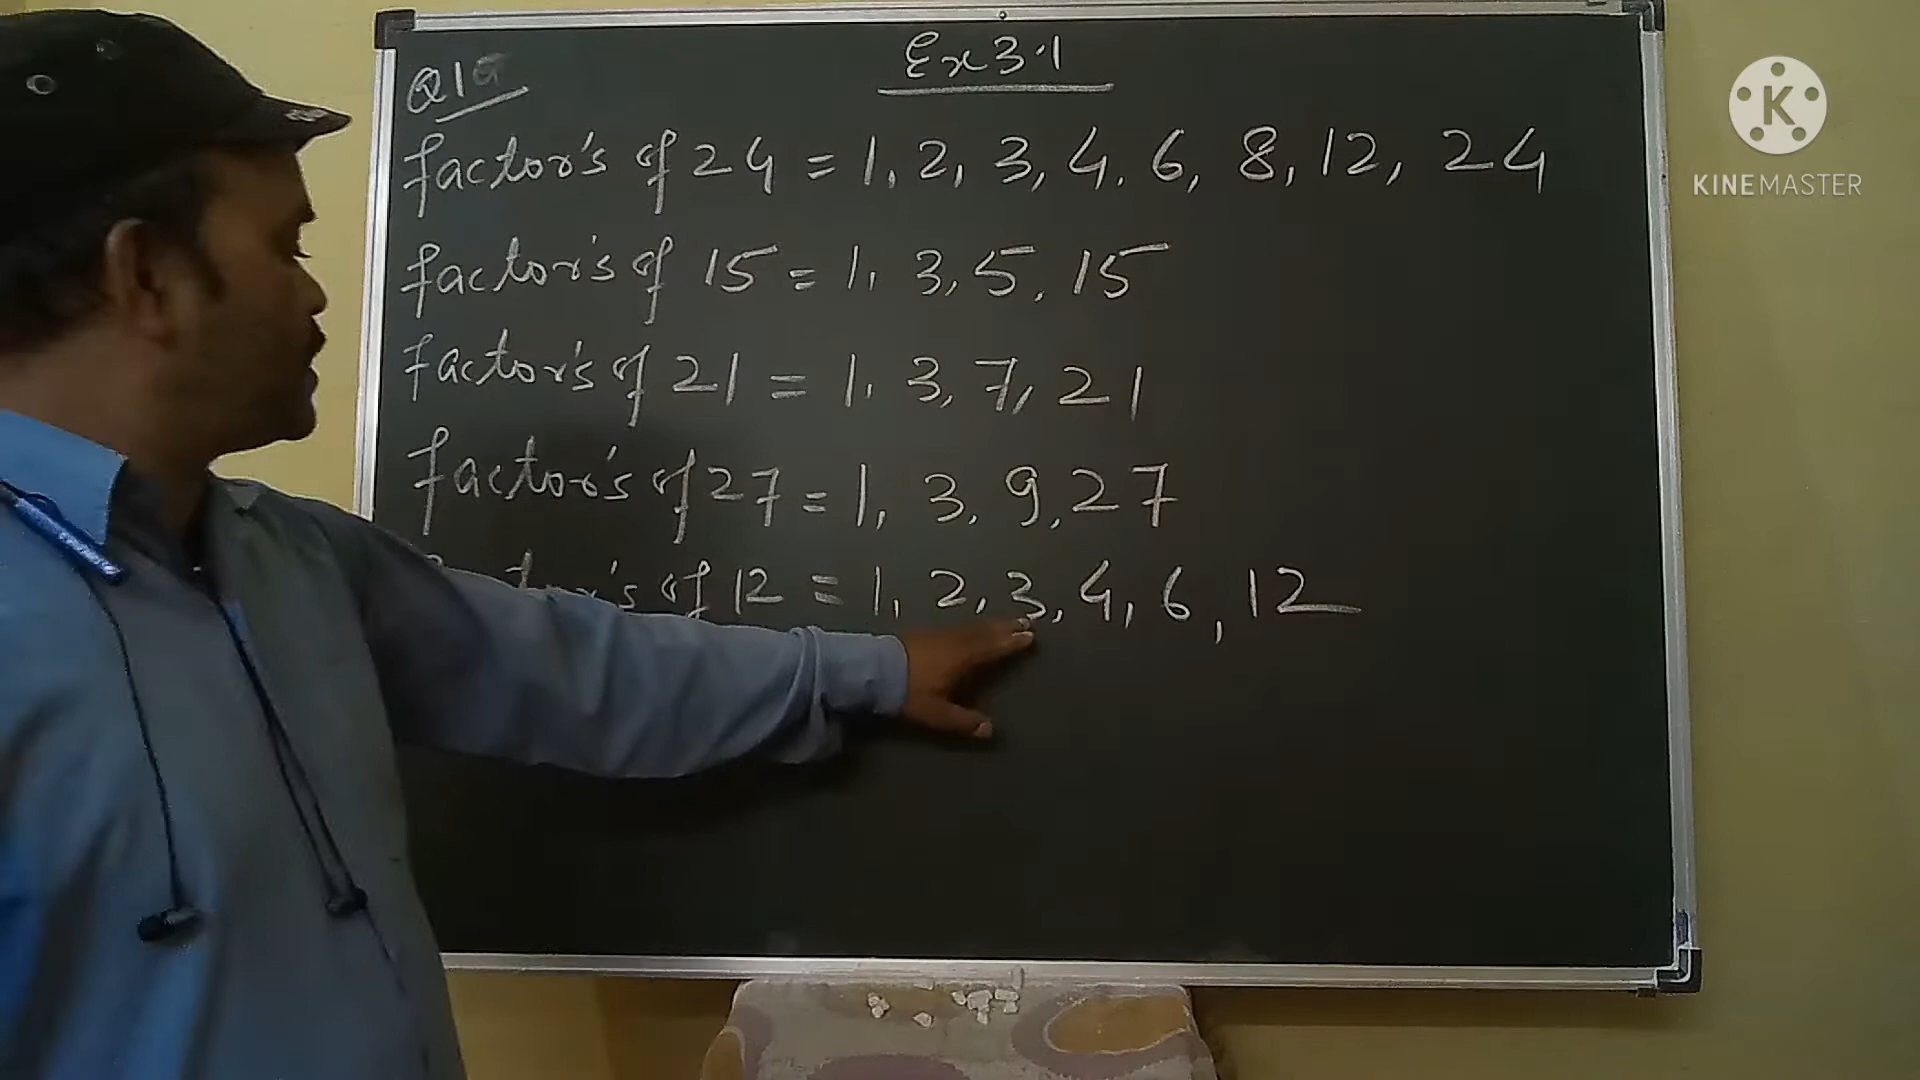 Ex 3.1
Q1
factor's of 24 = 1, 2, 3, 4, 6, 8, 12, 24
factor's of 15 = 1, 3, 5, 15
factor's of 21 = 1, 3, 7, 21
factor's of 27 = 1, 3, 9, 27
of 12 = 1, 2, 3, 4, 6, 12
K
KINEMASTER